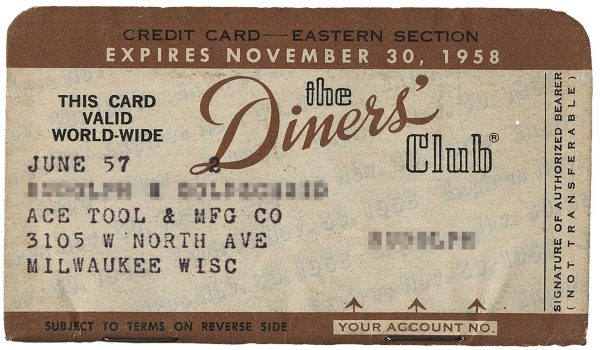 CREDIT CARD—EASTERN SECTION
EXPIRES NOVEMBER 30, 1958
THIS CARD
VALID
WORLD-WIDE
the
Diners'
Club®
JUNE 57 2
ACE TOOL & MFG CO
3105 W NORTH AVE
MILWAUKEE WISC
SUBJECT TO TERMS ON REVERSE SIDE
YOUR ACCOUNT NO.
SIGNATURE OF AUTHORIZED BEARER
(NOT TRANSFERABLE)